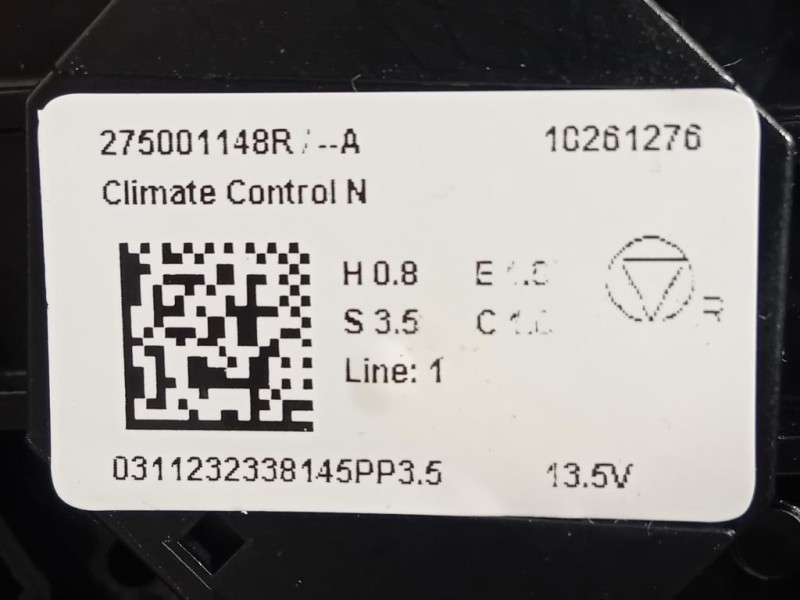 275001148R/--A 10261276
Climate Control N
H 0.8 E
S 3.5 C
Line: 1
R
0311232338145PP3.5 13.5V